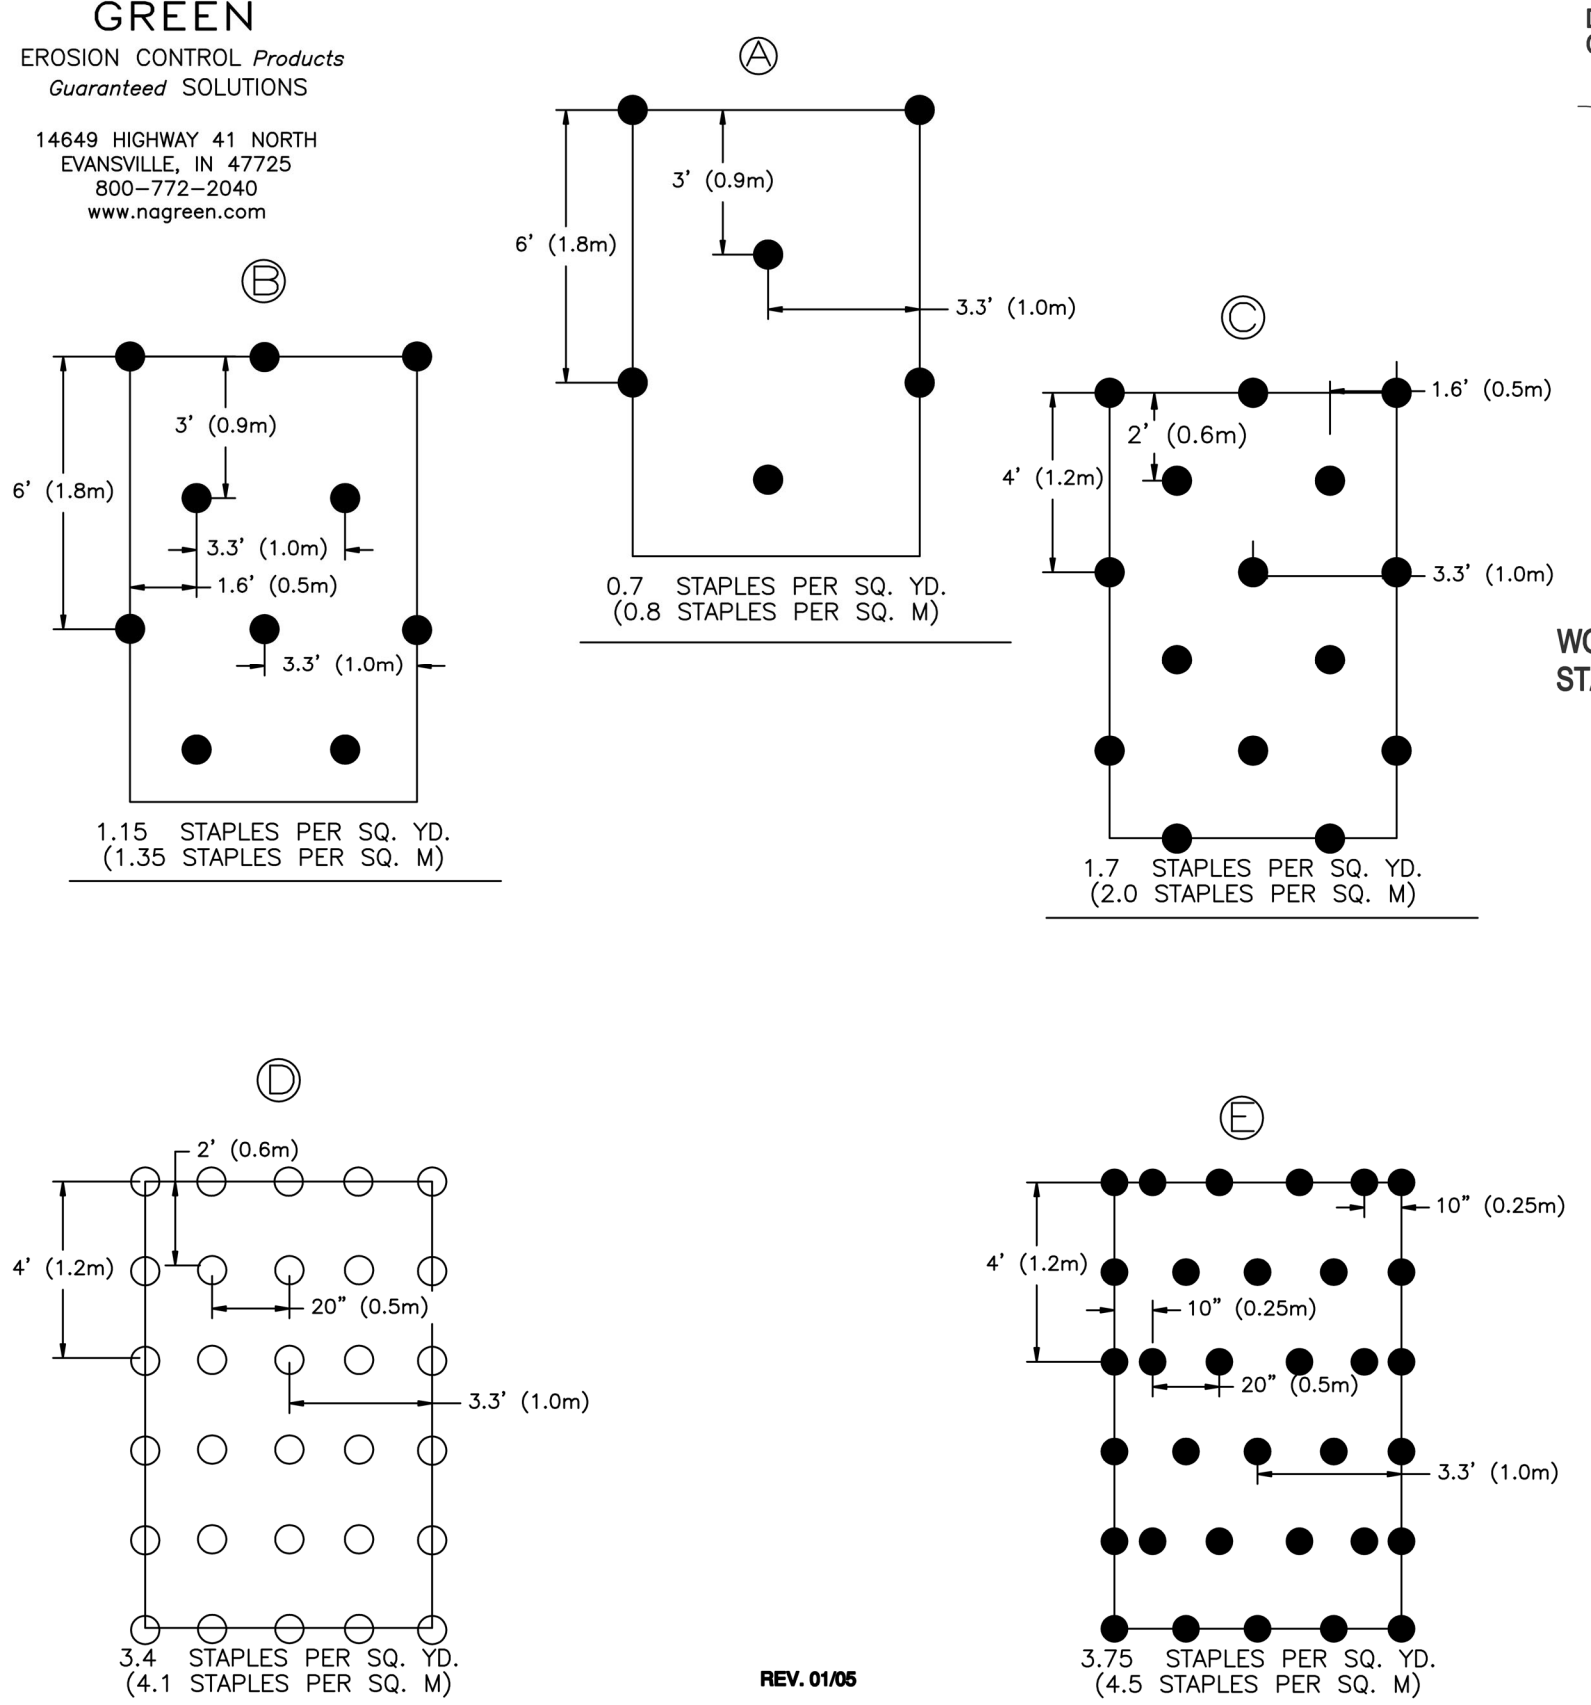 GREEN
EROSION CONTROL Products
Guaranteed SOLUTIONS
14649 HIGHWAY 41 NORTH
EVANSVILLE, IN 47725
800-772-2040
www.nagreen.com
A
3' (0.9m)
6' (1.8m)
3.3' (1.0m)
0.7 STAPLES PER SQ. YD.
(0.8 STAPLES PER SQ. M)
B
3' (0.9m)
6' (1.8m)
3.3' (1.0m)
1.6' (0.5m)
3.3' (1.0m)
1.15 STAPLES PER SQ. YD.
(1.35 STAPLES PER SQ. M)
C
1.6' (0.5m)
2' (0.6m)
4' (1.2m)
3.3' (1.0m)
1.7 STAPLES PER SQ. YD.
(2.0 STAPLES PER SQ. M)
D
2' (0.6m)
4' (1.2m)
20" (0.5m)
3.3' (1.0m)
3.4 STAPLES PER SQ. YD.
(4.1 STAPLES PER SQ. M)
E
10" (0.25m)
4' (1.2m)
10" (0.25m)
20" (0.5m)
3.3' (1.0m)
3.75 STAPLES PER SQ. YD.
(4.5 STAPLES PER SQ. M)
REV. 01/05